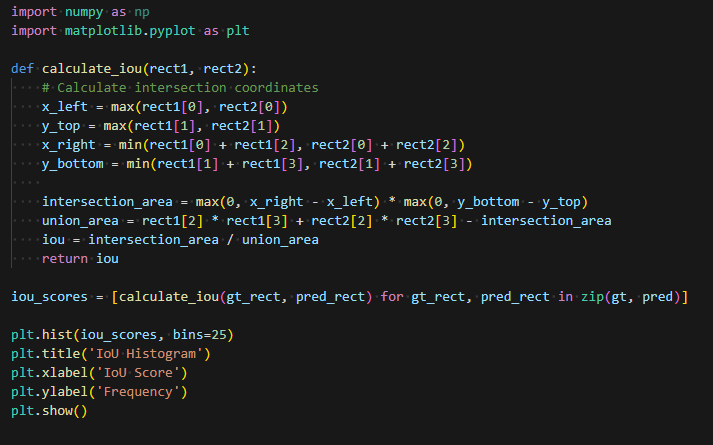 import numpy as np
import matplotlib.pyplot as plt

def calculate_iou(rect1, rect2):
    # Calculate intersection coordinates
    x_left = max(rect1[0], rect2[0])
    y_top = max(rect1[1], rect2[1])
    x_right = min(rect1[0] + rect1[2], rect2[0] + rect2[2])
    y_bottom = min(rect1[1] + rect1[3], rect2[1] + rect2[3])

    intersection_area = max(0, x_right - x_left) * max(0, y_bottom - y_top)
    union_area = rect1[2] * rect1[3] + rect2[2] * rect2[3] - intersection_area
    iou = intersection_area / union_area
    return iou

iou_scores = [calculate_iou(gt_rect, pred_rect) for gt_rect, pred_rect in zip(gt, pred)]

plt.hist(iou_scores, bins=25)
plt.title('IoU Histogram')
plt.xlabel('IoU Score')
plt.ylabel('Frequency')
plt.show()